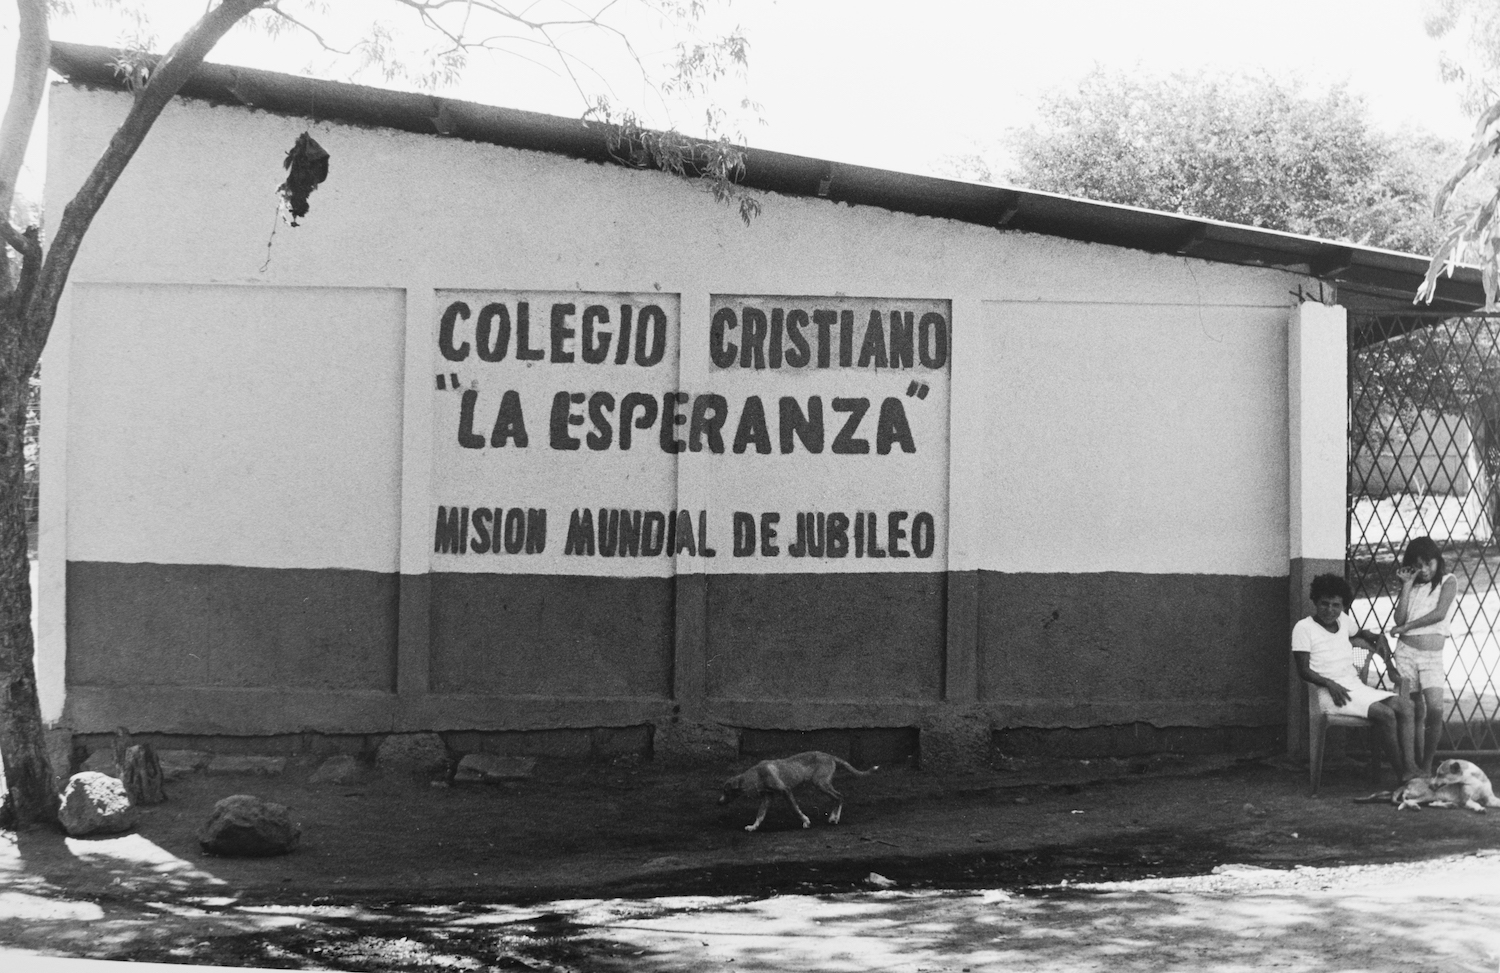 COLEGIO CRISTIANO
"LA ESPERANZA"
MISION MUNDIAL DE JUBILEO